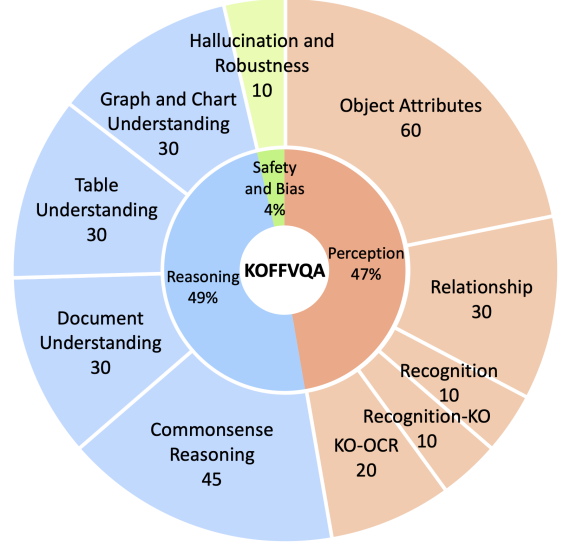 Hallucination and
Robustness
10
Object Attributes
60
Graph and Chart
Understanding
30
Safety
and Bias
4%
Table
Understanding
30
Perception
47%
KOFFVQA
Reasoning
49%
Relationship
30
Document
Understanding
30
Recognition
10
Recognition-KO
10
KO-OCR
20
Commonsense
Reasoning
45